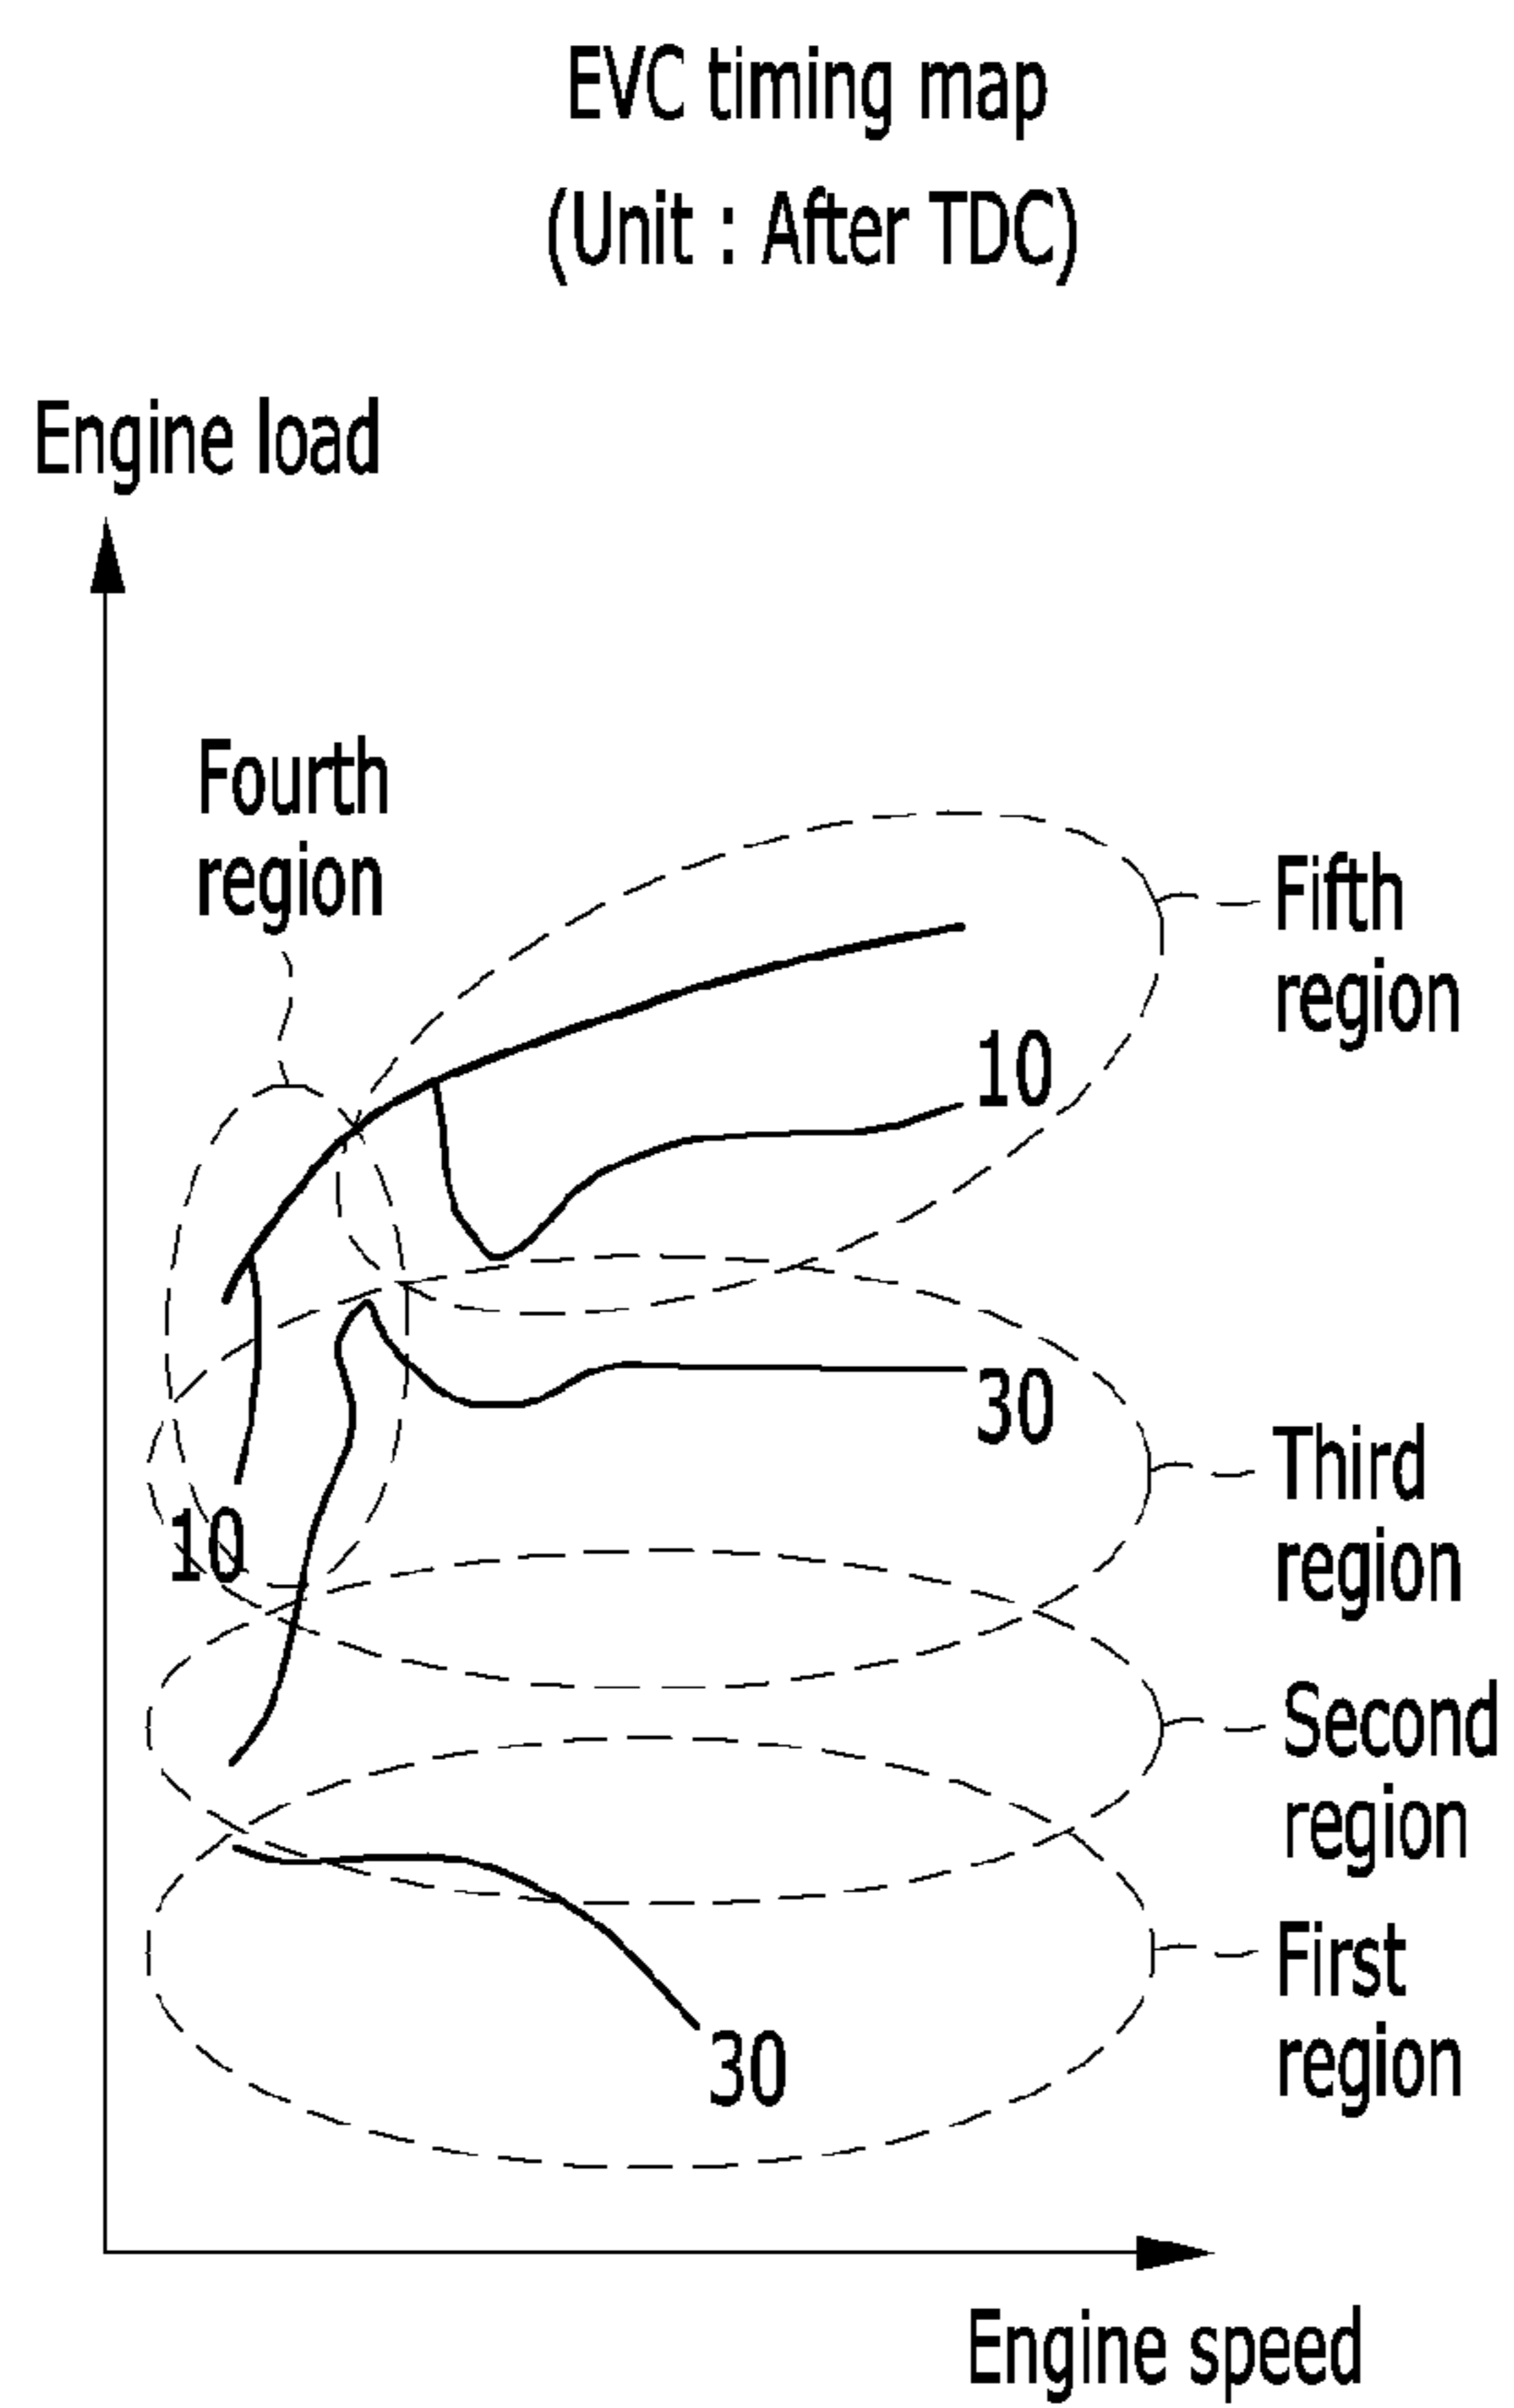 EVC timing map
(Unit : After TDC)
Engine load
Fourth
region
Fifth
region
10
30
Third
region
10
Second
region
First
region
30
Engine speed